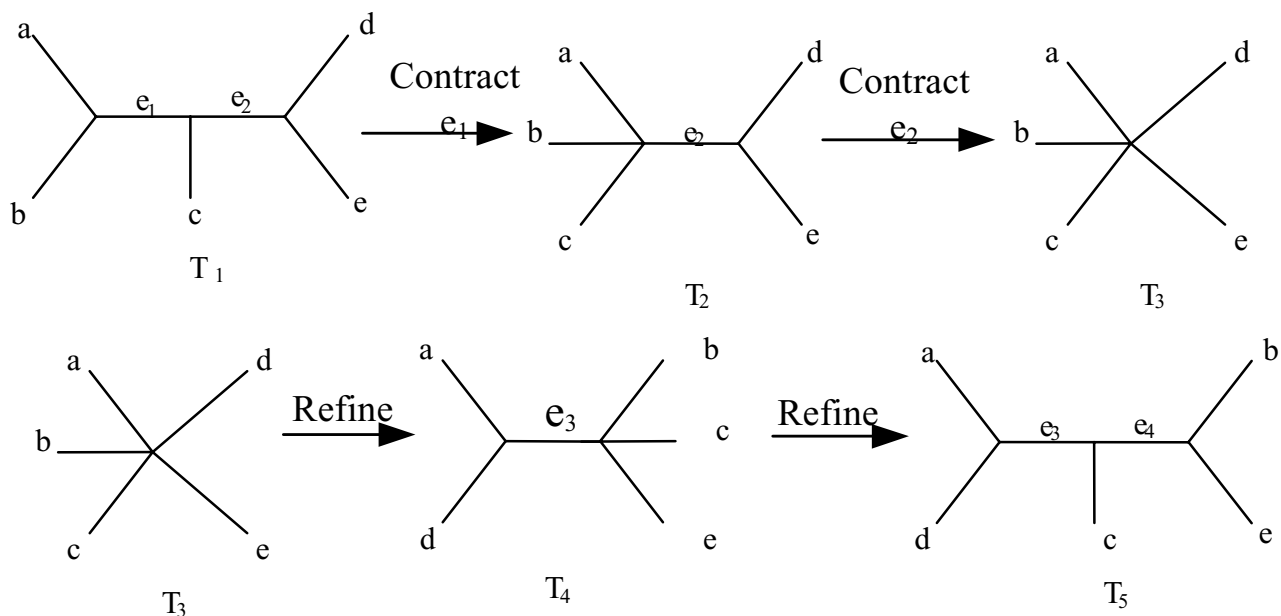 a d
e₁ e₂
b c e
T₁
Contract
e₁
a d
b e₂
c e
T₂
Contract
e₂
a d
b
c e
T₃
a d
b
c e
T₃
Refine
a b
e₃ c
d e
T₄
Refine
a b
e₃ e₄
d c e
T₅